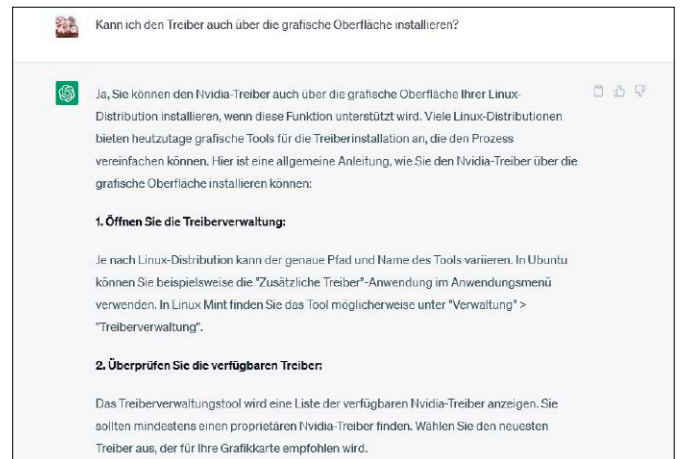 Kann ich den Treiber auch über die grafische Oberfläche installieren?
Ja, Sie können den Nvidia-Treiber auch über die grafische Oberfläche Ihrer Linux-
Distribution installieren, wenn diese Funktion unterstützt wird. Viele Linux-Distributionen
bieten heutzutage grafische Tools für die Treiberinstallation an, die den Prozess
vereinfachen können. Hier ist eine allgemeine Anleitung, wie Sie den Nvidia-Treiber über die
grafische Oberfläche installieren können:
1. Öffnen Sie die Treiberverwaltung:
Je nach Linux-Distribution kann der genaue Pfad und Name des Tools variieren. In Ubuntu
können Sie beispielsweise die "Zusätzliche Treiber"-Anwendung im Anwendungsmenü
verwenden. In Linux Mint finden Sie das Tool möglicherweise unter "Verwaltung" >
"Treiberverwaltung".
2. Überprüfen Sie die verfügbaren Treiber:
Das Treiberverwaltungstool wird eine Liste der verfügbaren Nvidia-Treiber anzeigen. Sie
sollten mindestens einen proprietären Nvidia-Treiber finden. Wählen Sie den neuesten
Treiber aus, der für Ihre Grafikkarte empfohlen wird.